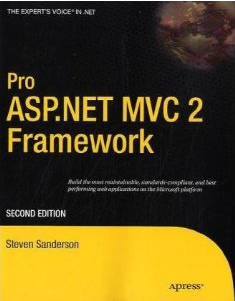 THE EXPERT'S VOICE® IN .NET
Pro
ASP.NET MVC 2
Framework
Build the most maintainable, standards-compliant, and best
performing web applications on the Microsoft platform
SECOND EDITION
Steven Sanderson
Apress®